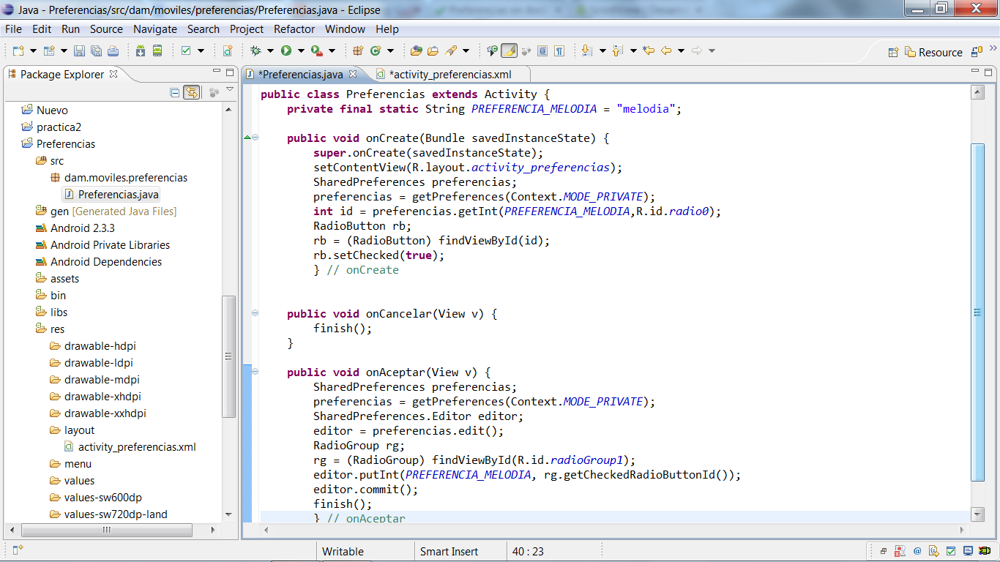 Java - Preferencias/src/dam/moviles/preferencias/Preferencias.java - Eclipse
File Edit Run Source Navigate Search Project Refactor Window Help
Resource
Package Explorer
*Preferencias.java
*activity_preferencias.xml
Nuevo
practica2
Preferencias
src
dam.moviles.preferencias
Preferencias.java
gen [Generated Java Files]
Android 2.3.3
Android Private Libraries
Android Dependencies
assets
bin
libs
res
drawable-hdpi
drawable-ldpi
drawable-mdpi
drawable-xhdpi
drawable-xxhdpi
layout
activity_preferencias.xml
menu
values
values-sw600dp
values-sw720dp-land
public class Preferencias extends Activity {
private final static String PREFERENCIA_MELODIA = "melodia";
public void onCreate(Bundle savedInstanceState) {
super.onCreate(savedInstanceState);
setContentView(R.layout.activity_preferencias);
SharedPreferences preferencias;
preferencias = getPreferences(Context.MODE_PRIVATE);
int id = preferencias.getInt(PREFERENCIA_MELODIA,R.id.radio0);
RadioButton rb;
rb = (RadioButton) findViewById(id);
rb.setChecked(true);
} // onCreate
public void onCancelar(View v) {
finish();
}
public void onAceptar(View v) {
SharedPreferences preferencias;
preferencias = getPreferences(Context.MODE_PRIVATE);
SharedPreferences.Editor editor;
editor = preferencias.edit();
RadioGroup rg;
rg = (RadioGroup) findViewById(R.id.radioGroup1);
editor.putInt(PREFERENCIA_MELODIA, rg.getCheckedRadioButtonId());
editor.commit();
finish();
} // onAceptar
Writable
Smart Insert
40 : 23